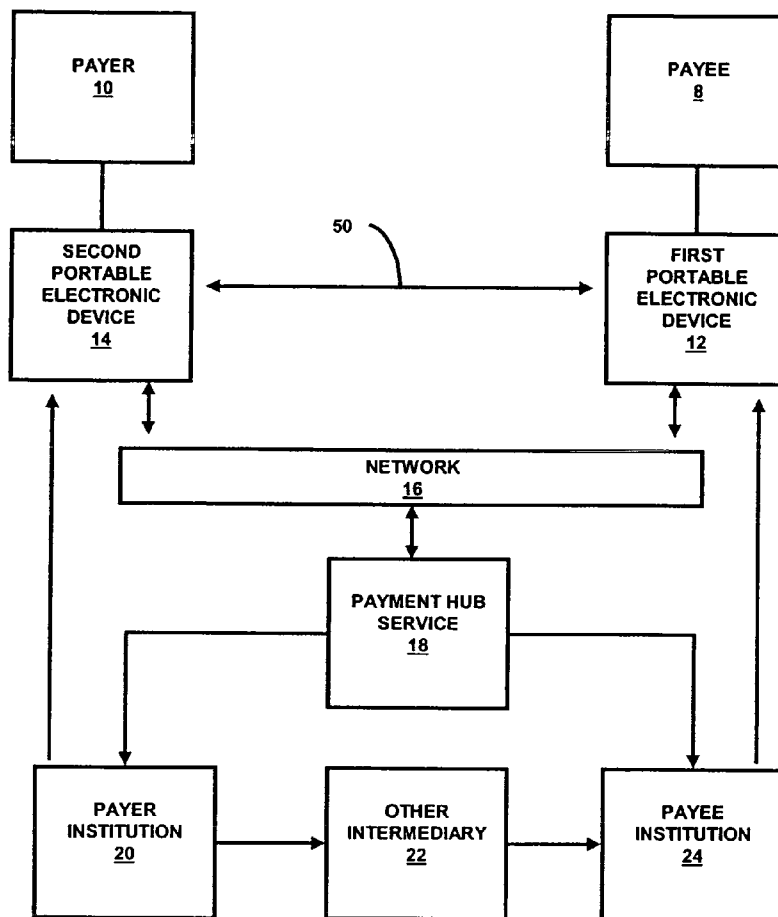 PAYER
10
PAYEE
8
50
SECOND
PORTABLE
ELECTRONIC
DEVICE
14
FIRST
PORTABLE
ELECTRONIC
DEVICE
12
NETWORK
16
PAYMENT HUB
SERVICE
18
PAYER
INSTITUTION
20
OTHER
INTERMEDIARY
22
PAYEE
INSTITUTION
24